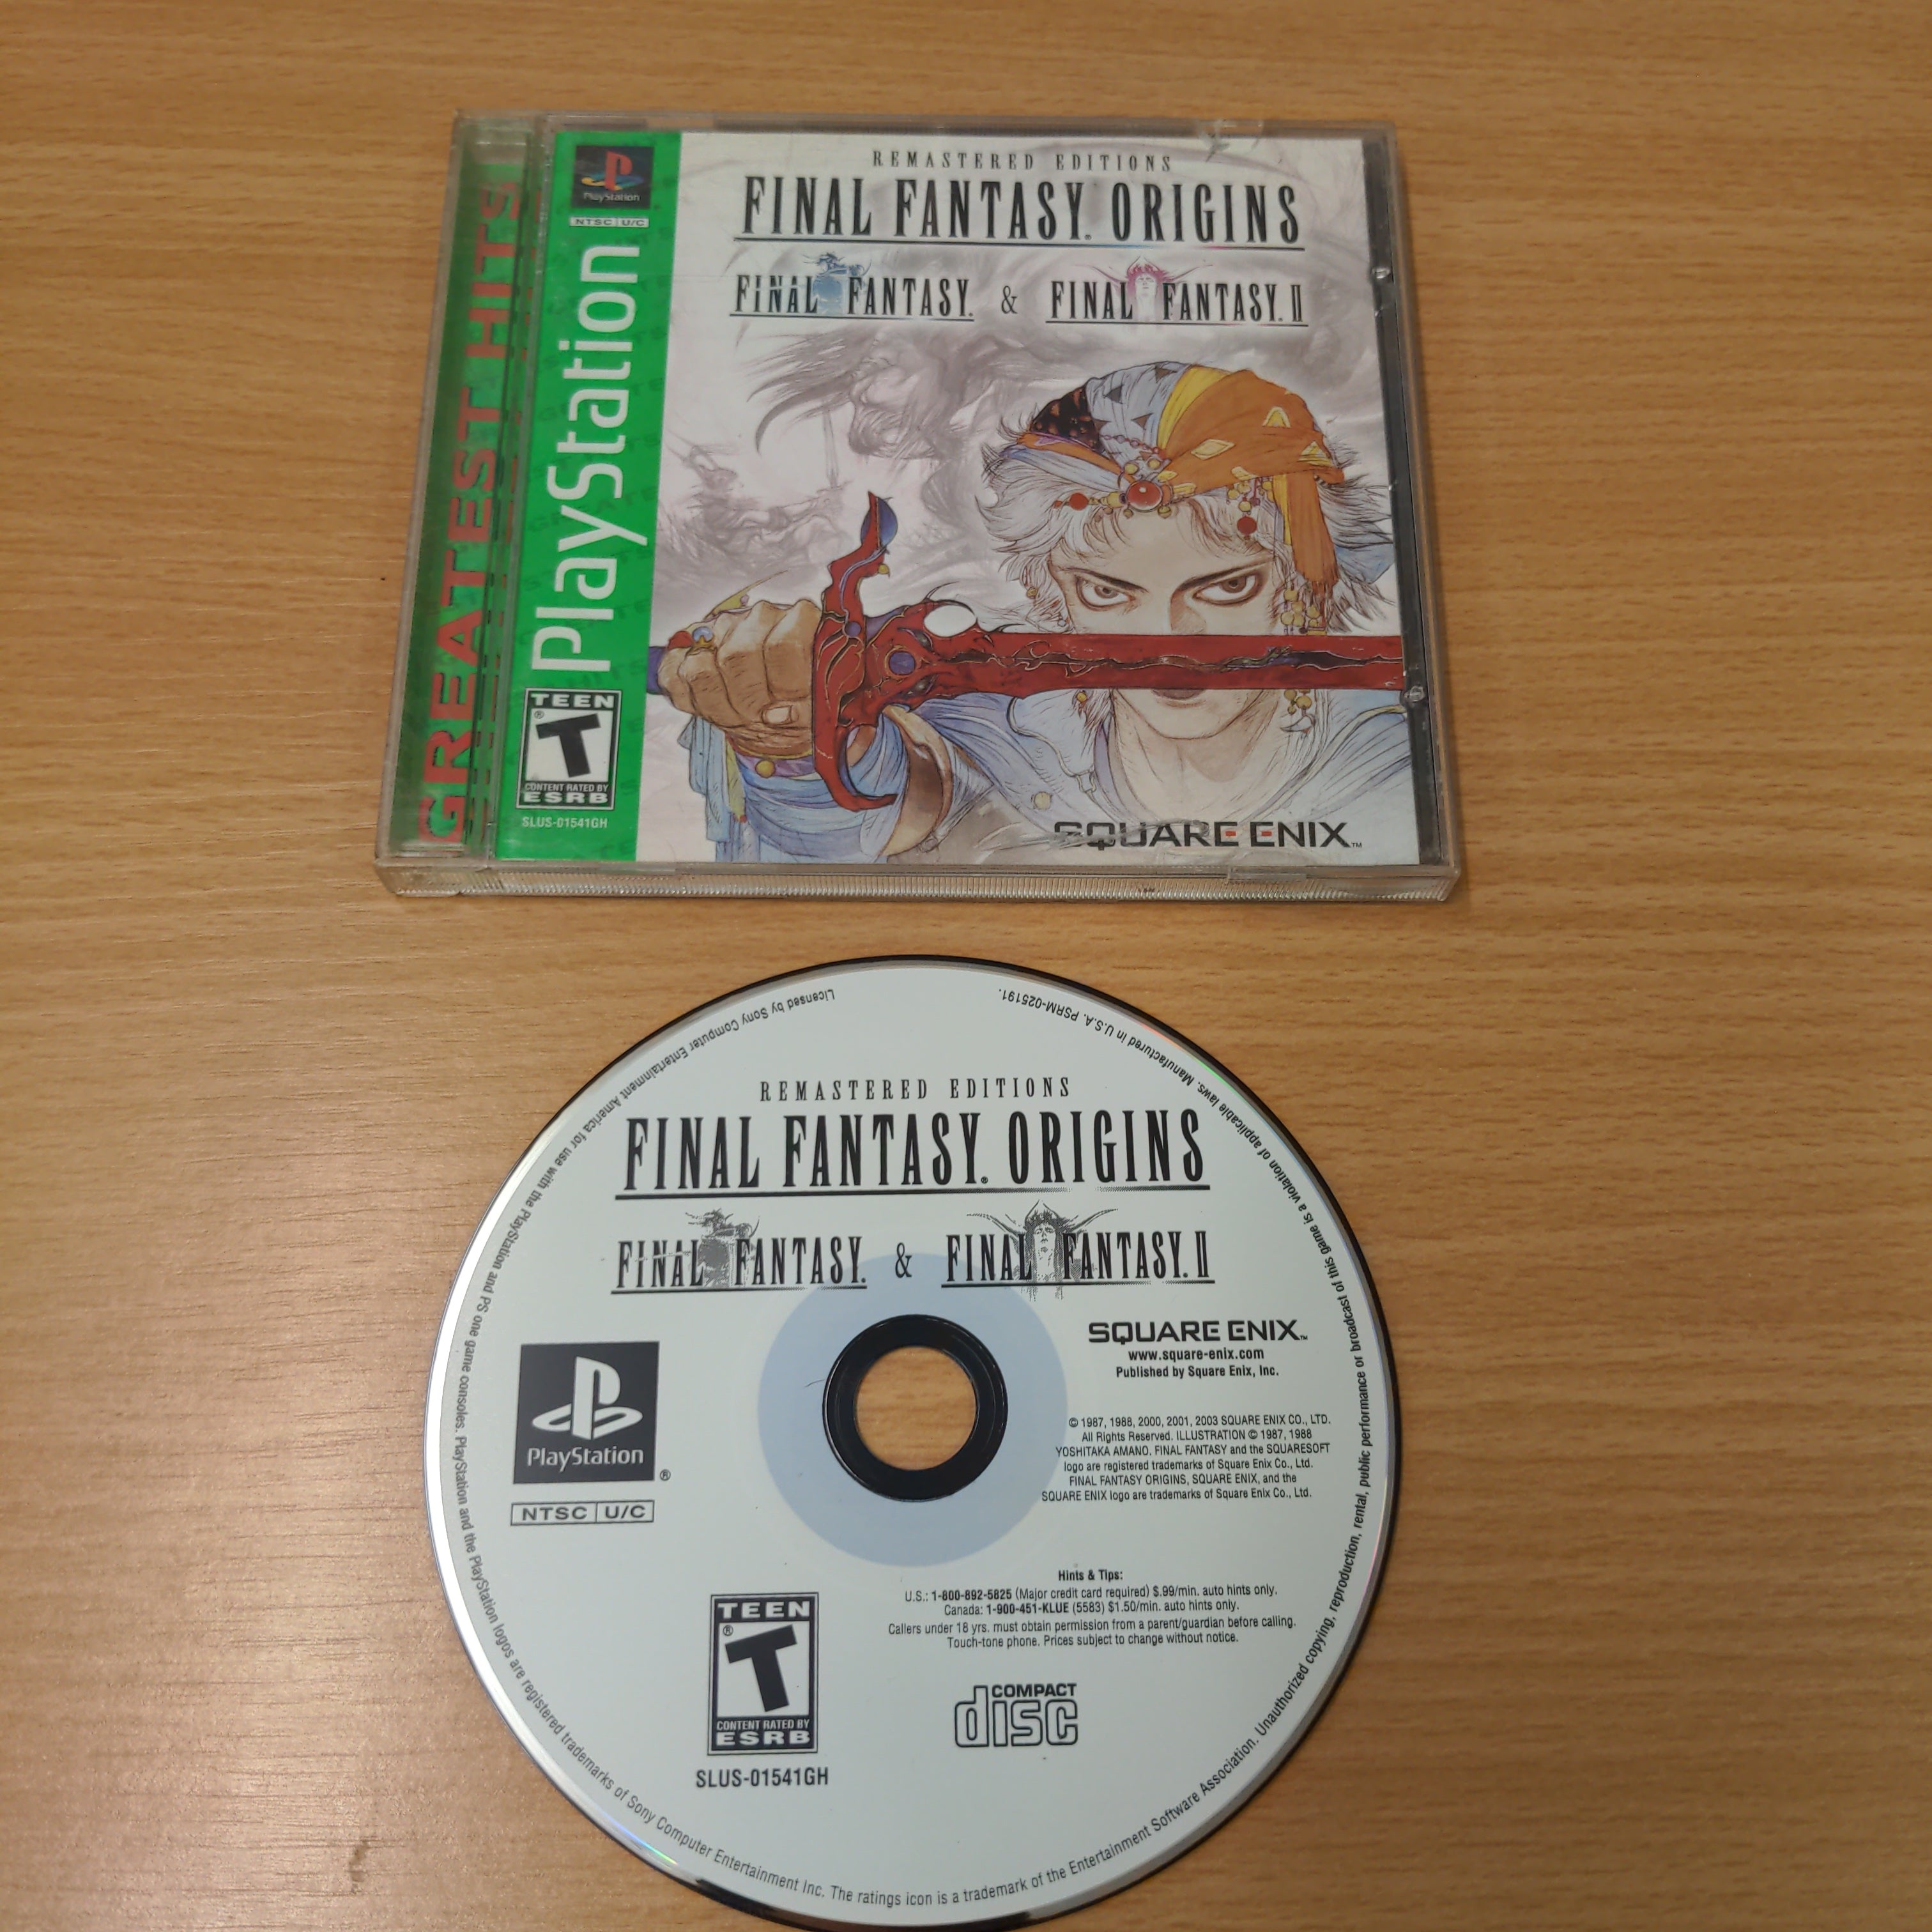 GREATEST HITS
PlayStation
NTSC U/C
PlayStation
TEEN
T
®
CONTENT RATED BY
ESRB
SLUS-01541GH
REMASTERED EDITIONS
FINAL FANTASY® ORIGINS
FINAL FANTASY® & FINAL FANTASY® II
SQUARE ENIX™
REMASTERED EDITIONS
FINAL FANTASY® ORIGINS
FINAL FANTASY® & FINAL FANTASY® II
SQUARE ENIX™
www.square-enix.com
Published by Square Enix, Inc.
PlayStation
®
NTSC U/C
© 1987, 1988, 2000, 2001, 2003 SQUARE ENIX CO., LTD.
All Rights Reserved. ILLUSTRATION © 1987, 1988
YOSHITAKA AMANO. FINAL FANTASY and the SQUARESOFT
logo are registered trademarks of Square Enix Co., Ltd.
FINAL FANTASY ORIGINS, SQUARE ENIX, and the
SQUARE ENIX logo are trademarks of Square Enix Co., Ltd.
Hints & Tips:
U.S.: 1-800-892-5825 (Major credit card required) $.99/min. auto hints only.
Canada: 1-900-451-KLUE (5583) $1.50/min. auto hints only.
Callers under 18 yrs. must obtain permission from a parent/guardian before calling.
Touch-tone phone. Prices subject to change without notice.
TEEN
®
T
CONTENT RATED BY
ESRB
SLUS-01541GH
COMPACT
disc
Licensed by Sony Computer Entertainment America for use with the PlayStation and PS one game consoles. PlayStation and the PlayStation logos are registered trademarks of Sony Computer Entertainment Inc. The ratings icon is a trademark of the Entertainment Software Association. Unauthorized copying, reproduction, rental, public performance or broadcast of this game is a violation of applicable laws. Manufactured in U.S.A. PSRM-025191.